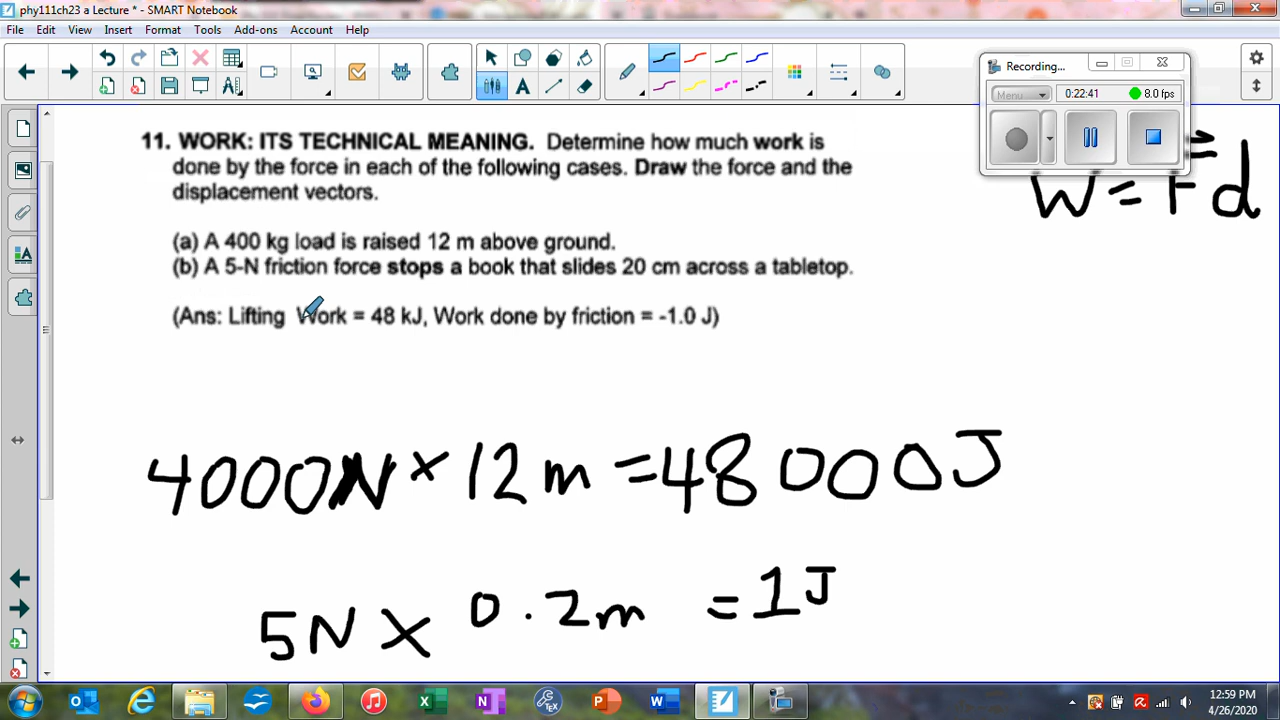 phy111ch23 a Lecture * - SMART Notebook
File Edit View Insert Format Tools Add-ons Account Help
Recording...
Menu 0:22:41 8.0 fps
11. WORK: ITS TECHNICAL MEANING. Determine how much work is
done by the force in each of the following cases. Draw the force and the
displacement vectors.
W = F d
(a) A 400 kg load is raised 12 m above ground.
(b) A 5-N friction force stops a book that slides 20 cm across a tabletop.
(Ans: Lifting Work = 48 kJ, Work done by friction = -1.0 J)
4000N × 12 m = 48000J
5N × 0.2m = 1J
12:59 PM
4/26/2020